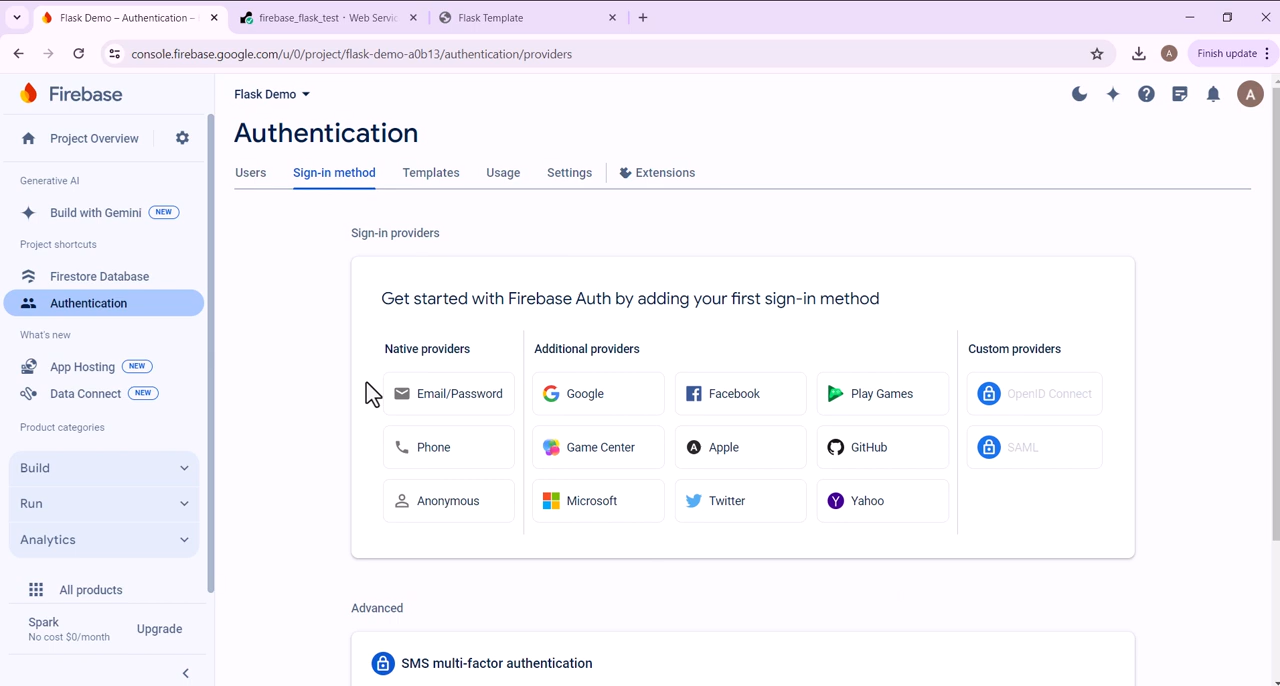 Flask Demo – Authentication –
firebase_flask_test · Web Servic
Flask Template
console.firebase.google.com/u/0/project/flask-demo-a0b13/authentication/providers
A
Finish update
Firebase
Flask Demo
A
Project Overview
Authentication
Users
Sign-in method
Templates
Usage
Settings
Extensions
Generative AI
Build with Gemini NEW
Project shortcuts
Firestore Database
Authentication
What's new
App Hosting NEW
Data Connect NEW
Product categories
Build
Run
Analytics
All products
Spark
No cost $0/month
Upgrade
Sign-in providers
Get started with Firebase Auth by adding your first sign-in method
Native providers
Additional providers
Custom providers
Email/Password
Google
Facebook
Play Games
OpenID Connect
Phone
Game Center
Apple
GitHub
SAML
Anonymous
Microsoft
Twitter
Yahoo
Advanced
SMS multi-factor authentication